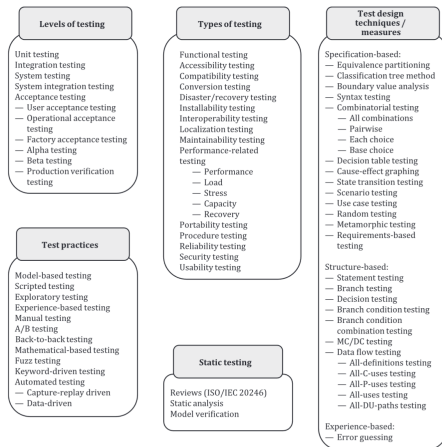 Levels of testing
Unit testing
Integration testing
System testing
System integration testing
Acceptance testing
— User acceptance testing
— Operational acceptance
testing
— Factory acceptance testing
— Alpha testing
— Beta testing
— Production verification
testing
Test practices
Model-based testing
Scripted testing
Exploratory testing
Experience-based testing
Manual testing
A/B testing
Back-to-back testing
Mathematical-based testing
Fuzz testing
Keyword-driven testing
Automated testing
— Capture-replay driven
— Data-driven
Types of testing
Functional testing
Accessibility testing
Compatibility testing
Conversion testing
Disaster/recovery testing
Installability testing
Interoperability testing
Localization testing
Maintainability testing
Performance-related
testing
— Performance
— Load
— Stress
— Capacity
— Recovery
Portability testing
Procedure testing
Reliability testing
Security testing
Usability testing
Static testing
Reviews (ISO/IEC 20246)
Static analysis
Model verification
Test design
techniques /
measures
Specification-based:
— Equivalence partitioning
— Classification tree method
— Boundary value analysis
— Syntax testing
— Combinatorial testing
— All combinations
— Pairwise
— Each choice
— Base choice
— Decision table testing
— Cause-effect graphing
— State transition testing
— Scenario testing
— Use case testing
— Random testing
— Metamorphic testing
— Requirements-based
testing
Structure-based:
— Statement testing
— Branch testing
— Decision testing
— Branch condition testing
— Branch condition
combination testing
— MC/DC testing
— Data flow testing
— All-definitions testing
— All-C-uses testing
— All-P-uses testing
— All-uses testing
— All-DU-paths testing
Experience-based:
— Error guessing